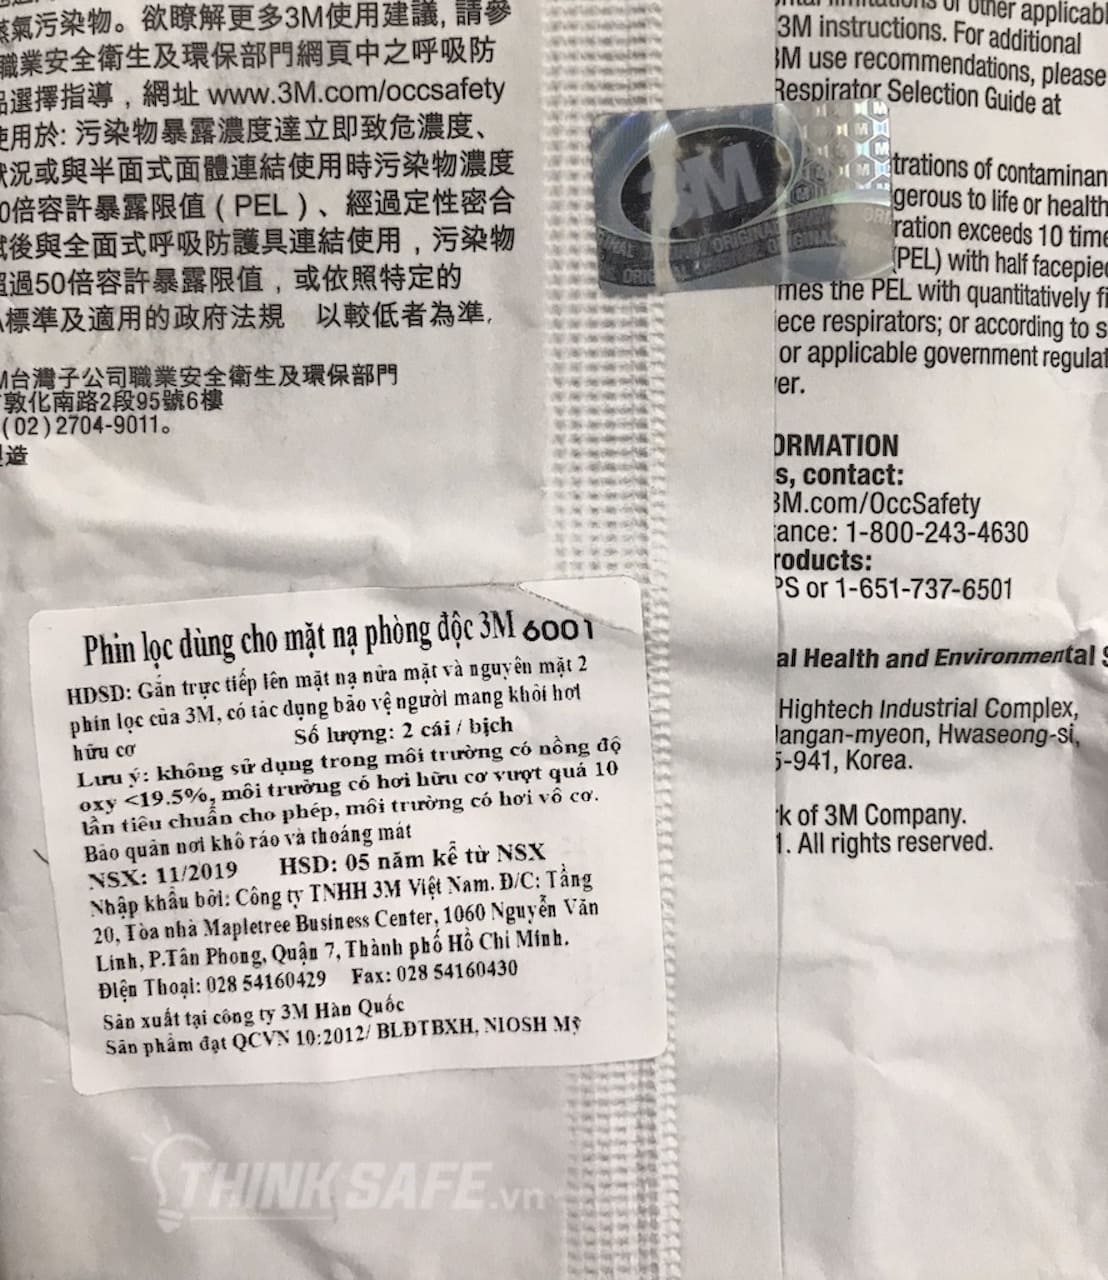 蒸氣污染物。欲瞭解更多3M使用建議, 請參
職業安全衛生及環保部門網頁中之呼吸防
選擇指導，網址 www.3M.com/occsafety
使用於: 污染物暴露濃度達立即致危濃度、
狀況或與半面式面體連結使用時污染物濃度
0倍容許暴露限值 ( PEL ) 、經過定性密合
後與全面式呼吸防護具連結使用，污染物
超過50倍容許暴露限值，或依照特定的
標準及適用的政府法規 以較低者為準,
台灣子公司職業安全衛生及環保部門
敦化南路2段95號6樓
(02)2704-9011。
造
of other applicabl
3M instructions. For additional
3M use recommendations, please
Respirator Selection Guide at
3M
ORIGINAL
trations of contaminan
gerous to life or health
ration exceeds 10 time
(PEL) with half facepiec
mes the PEL with quantitatively fi
ece respirators; or according to s
or applicable government regulat
er.
ORMATION
s, contact:
3M.com/OccSafety
tance: 1-800-243-4630
roducts:
PS or 1-651-737-6501
al Health and Environmental S
Hightech Industrial Complex,
angan-myeon, Hwaseong-si,
5-941, Korea.
rk of 3M Company.
1. All rights reserved.
Phin lọc dùng cho mặt nạ phòng độc 3M 6001
HDSD: Gắn trực tiếp lên mặt nạ nửa mặt và nguyên mặt 2
phin lọc của 3M, có tác dụng bảo vệ người mang khỏi hơi
hữu cơ Số lượng: 2 cái / bịch
Lưu ý: không sử dụng trong môi trường có nồng độ
oxy <19.5%, môi trường có hơi hữu cơ vượt quá 10
lần tiêu chuẩn cho phép, môi trường có hơi vô cơ.
Bảo quản nơi khô ráo và thoáng mát
NSX: 11/2019 HSD: 05 năm kể từ NSX
Nhập khẩu bởi: Công ty TNHH 3M Việt Nam. Đ/C: Tầng
20, Tòa nhà Mapletree Business Center, 1060 Nguyễn Văn
Linh, P.Tân Phong, Quận 7, Thành phố Hồ Chí Minh.
Điện Thoại: 028 54160429 Fax: 028 54160430
Sản xuất tại công ty 3M Hàn Quốc
Sản phẩm đạt QCVN 10:2012/ BLĐTBXH, NIOSH Mỹ
THINK SAFE.vn